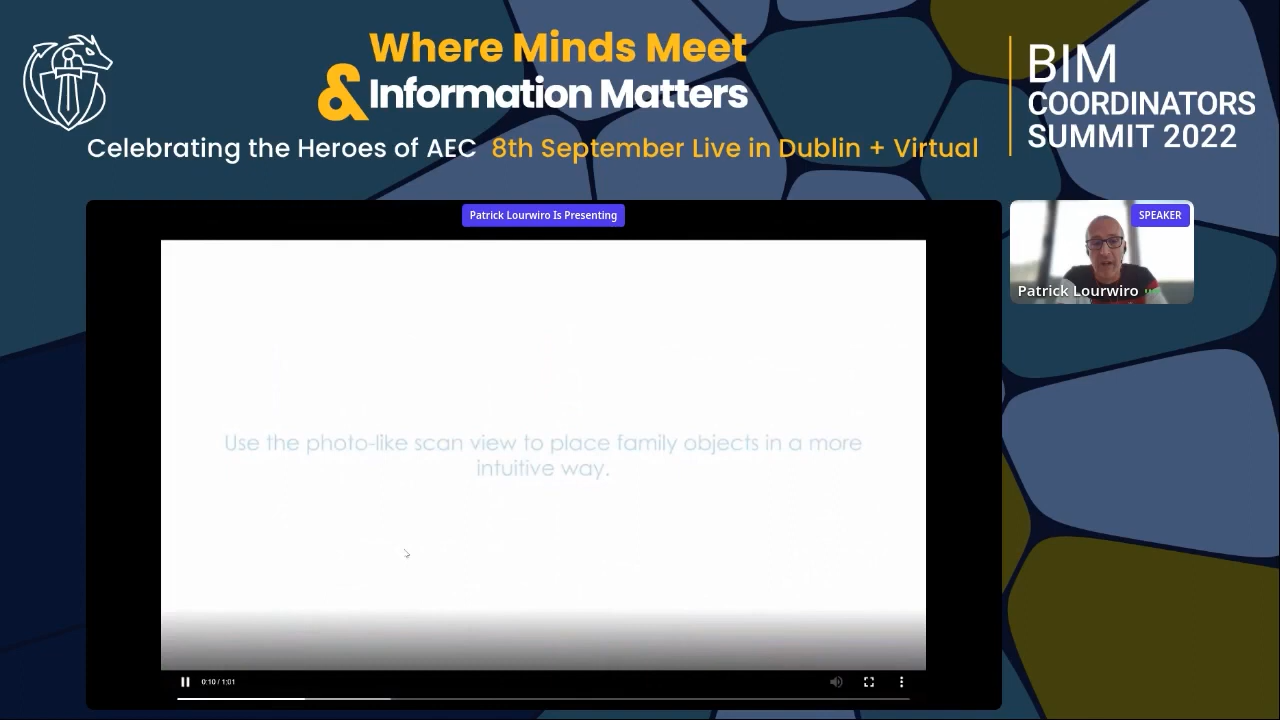 Where Minds Meet
& Information Matters
Celebrating the Heroes of AEC 8th September Live in Dublin + Virtual
BIM
COORDINATORS
SUMMIT 2022
Patrick Lourwiro Is Presenting
SPEAKER
Patrick Lourwiro
Use the photo-like scan view to place family objects in a more
intuitive way.
0:10 / 1:01